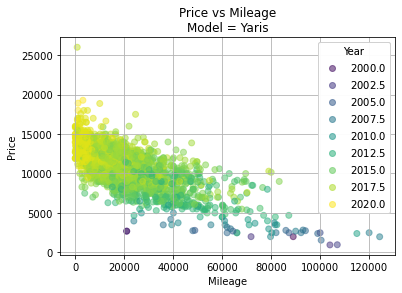 Price vs Mileage
Model = Yaris
Year
2000.0
2002.5
2005.0
2007.5
2010.0
2012.5
2015.0
2017.5
2020.0
25000
20000
15000
10000
5000
0
Price
0 20000 40000 60000 80000 100000 120000
Mileage